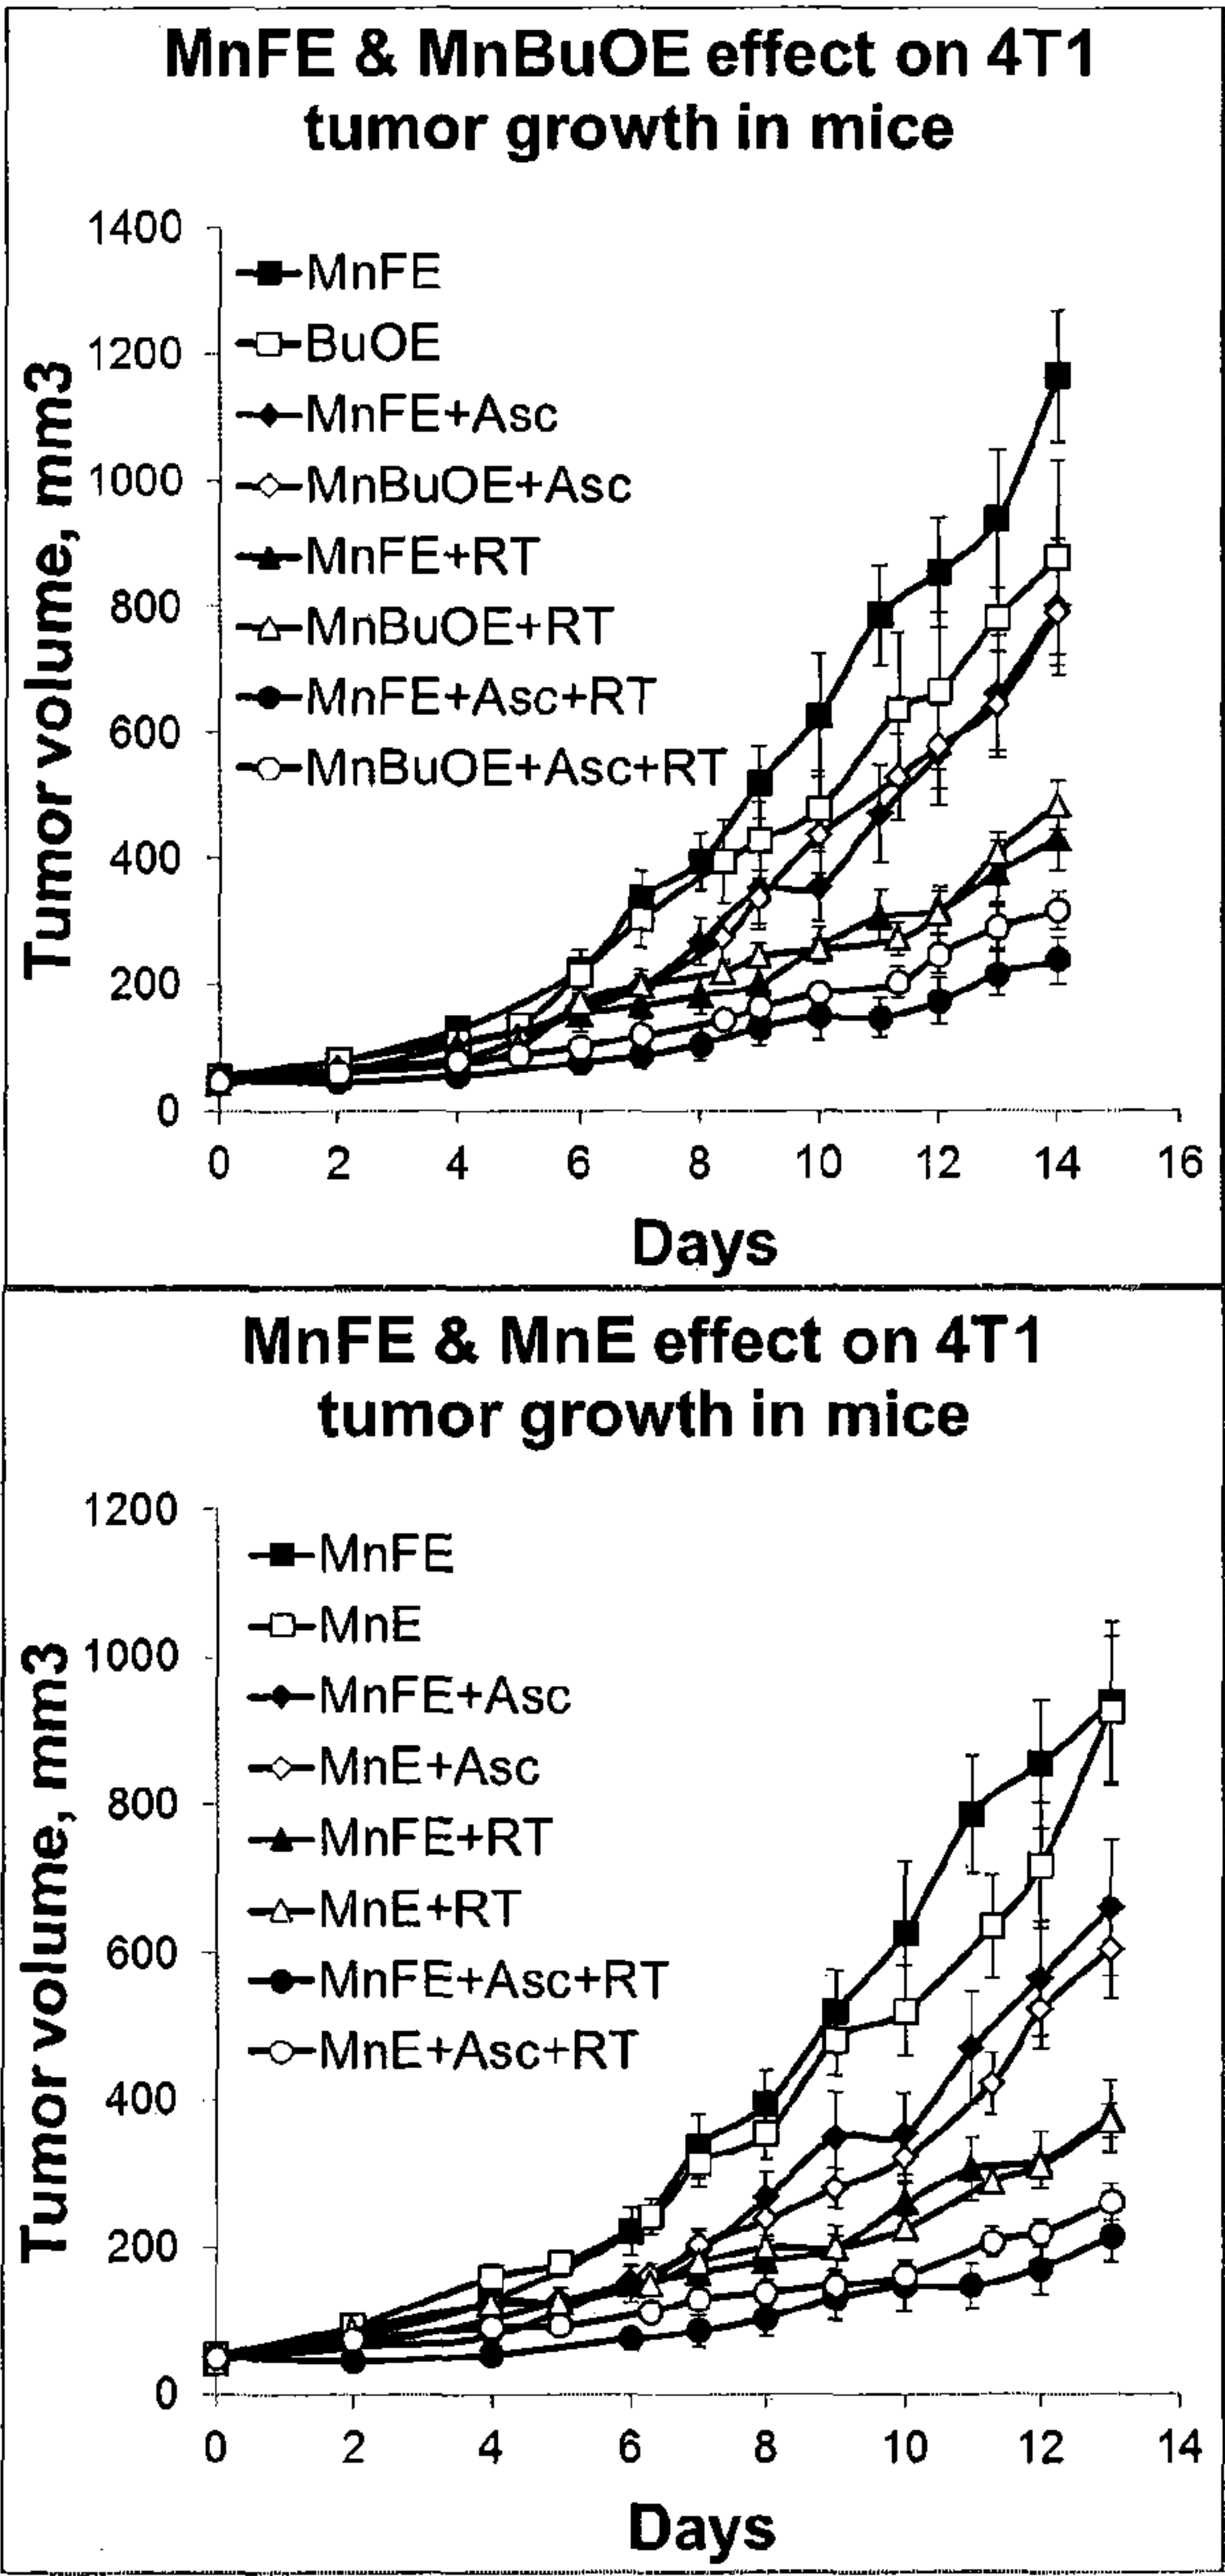 MnFE & MnBuOE effect on 4T1
tumor growth in mice
Tumor volume, mm3
1400
1200
1000
800
600
400
200
0
MnFE
BuOE
MnFE+Asc
MnBuOE+Asc
MnFE+RT
MnBuOE+RT
MnFE+Asc+RT
MnBuOE+Asc+RT
0 2 4 6 8 10 12 14 16
Days
MnFE & MnE effect on 4T1
tumor growth in mice
Tumor volume, mm3
1200
1000
800
600
400
200
0
MnFE
MnE
MnFE+Asc
MnE+Asc
MnFE+RT
MnE+RT
MnFE+Asc+RT
MnE+Asc+RT
0 2 4 6 8 10 12 14
Days